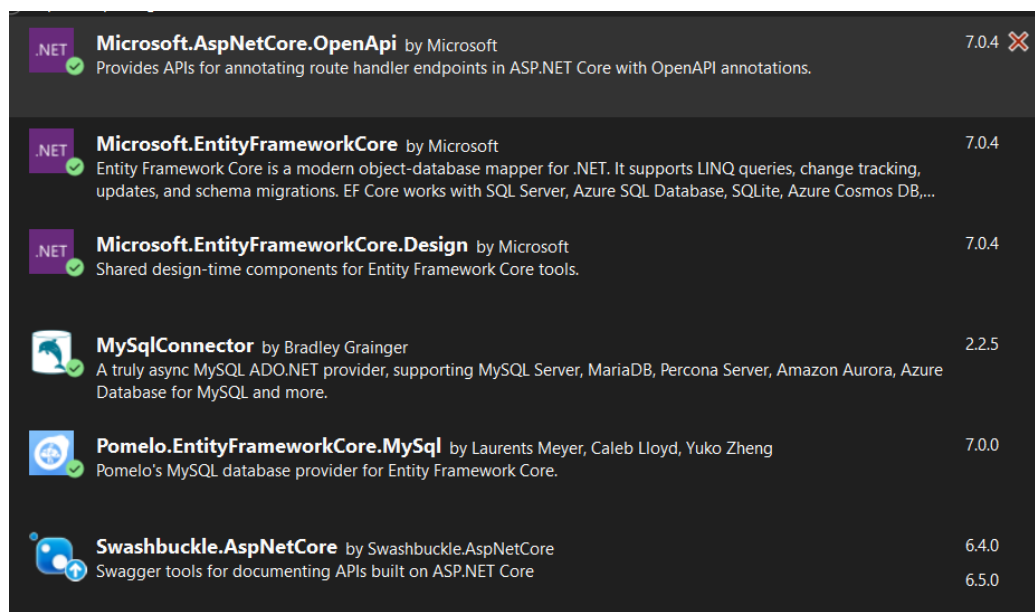 .NET
Microsoft.AspNetCore.OpenApi by Microsoft 7.0.4
Provides APIs for annotating route handler endpoints in ASP.NET Core with OpenAPI annotations.
.NET
Microsoft.EntityFrameworkCore by Microsoft 7.0.4
Entity Framework Core is a modern object-database mapper for .NET. It supports LINQ queries, change tracking,
updates, and schema migrations. EF Core works with SQL Server, Azure SQL Database, SQLite, Azure Cosmos DB,...
.NET
Microsoft.EntityFrameworkCore.Design by Microsoft 7.0.4
Shared design-time components for Entity Framework Core tools.
MySqlConnector by Bradley Grainger 2.2.5
A truly async MySQL ADO.NET provider, supporting MySQL Server, MariaDB, Percona Server, Amazon Aurora, Azure
Database for MySQL and more.
Pomelo.EntityFrameworkCore.MySql by Laurents Meyer, Caleb Lloyd, Yuko Zheng 7.0.0
Pomelo's MySQL database provider for Entity Framework Core.
Swashbuckle.AspNetCore by Swashbuckle.AspNetCore 6.4.0
Swagger tools for documenting APIs built on ASP.NET Core 6.5.0